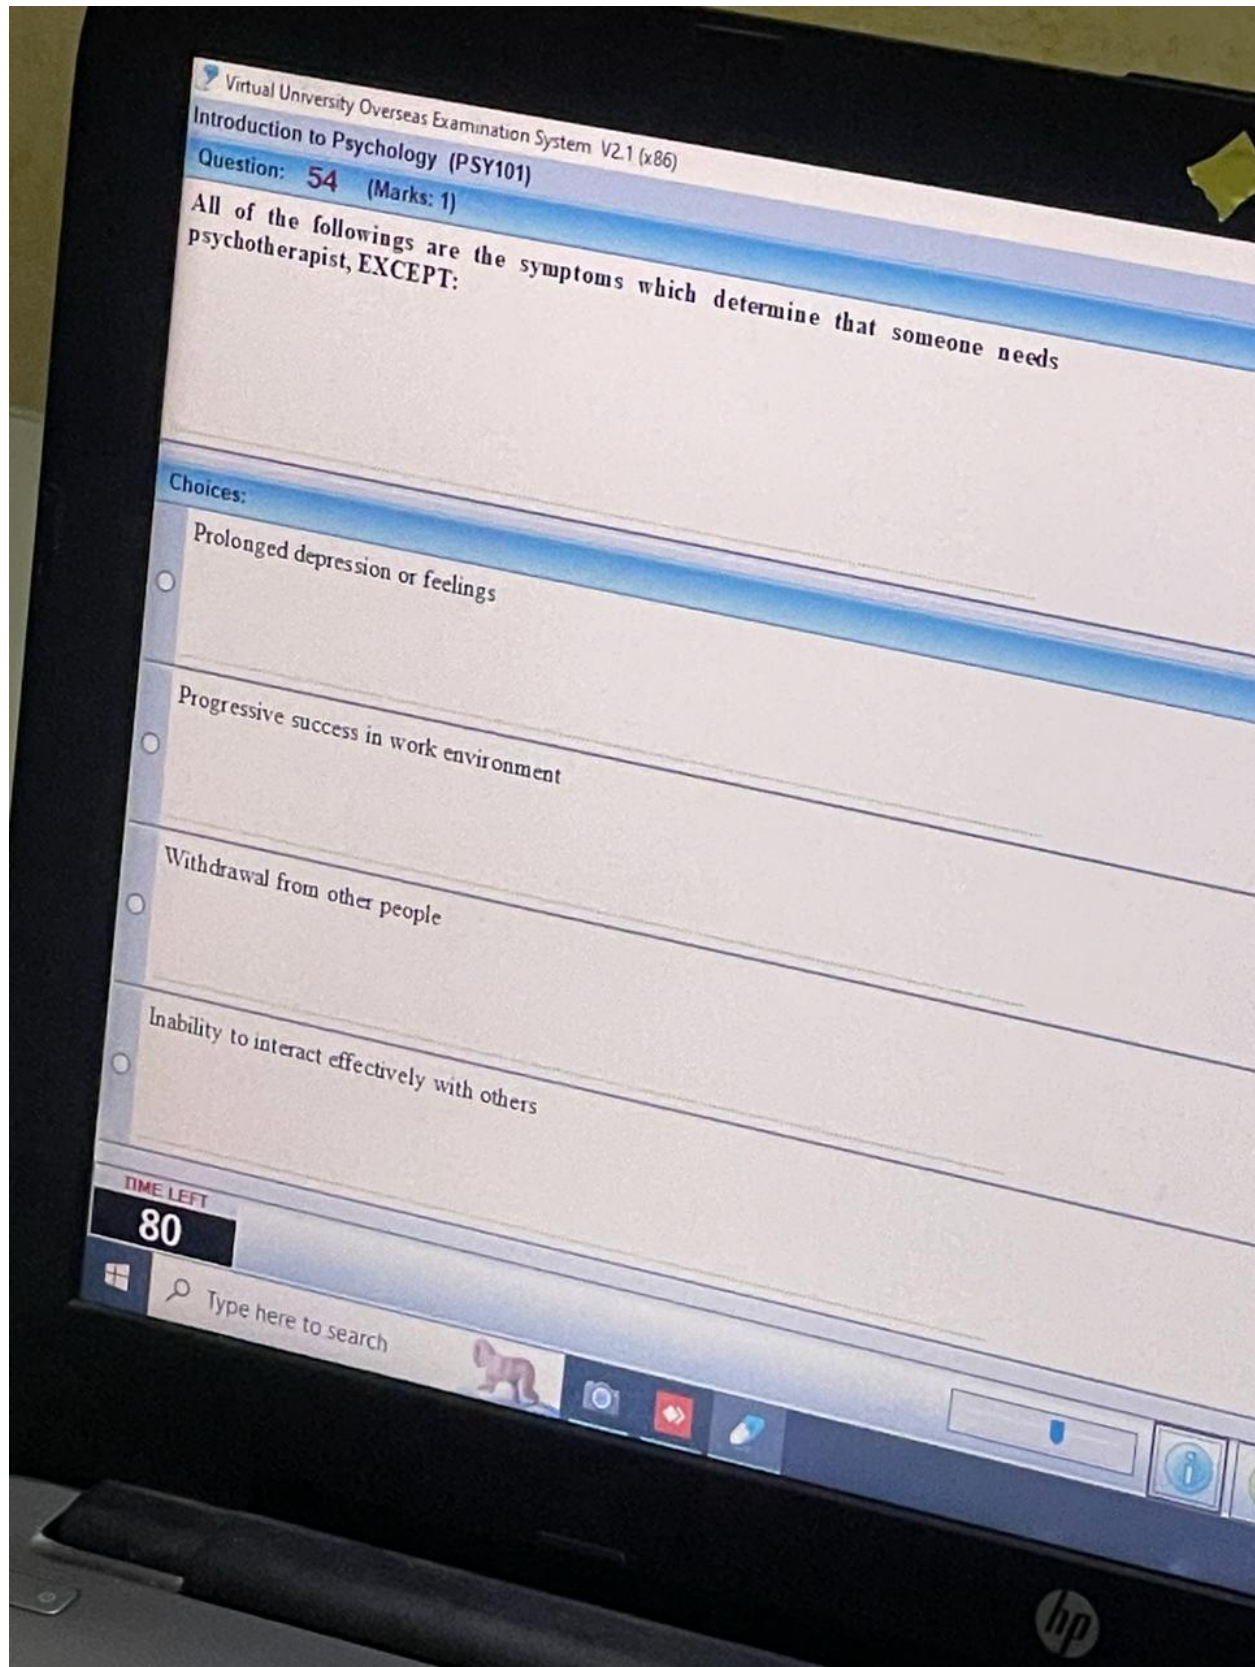 Virtual University Overseas Examination System V2.1 (x86)
Introduction to Psychology (PSY101)
Question: 54 (Marks: 1)
All of the followings are the symptoms which determine that someone needs
psychotherapist, EXCEPT:
Choices:
Prolonged depression or feelings
Progressive success in work environment
Withdrawal from other people
Inability to interact effectively with others
TIME LEFT
80
Type here to search
hp